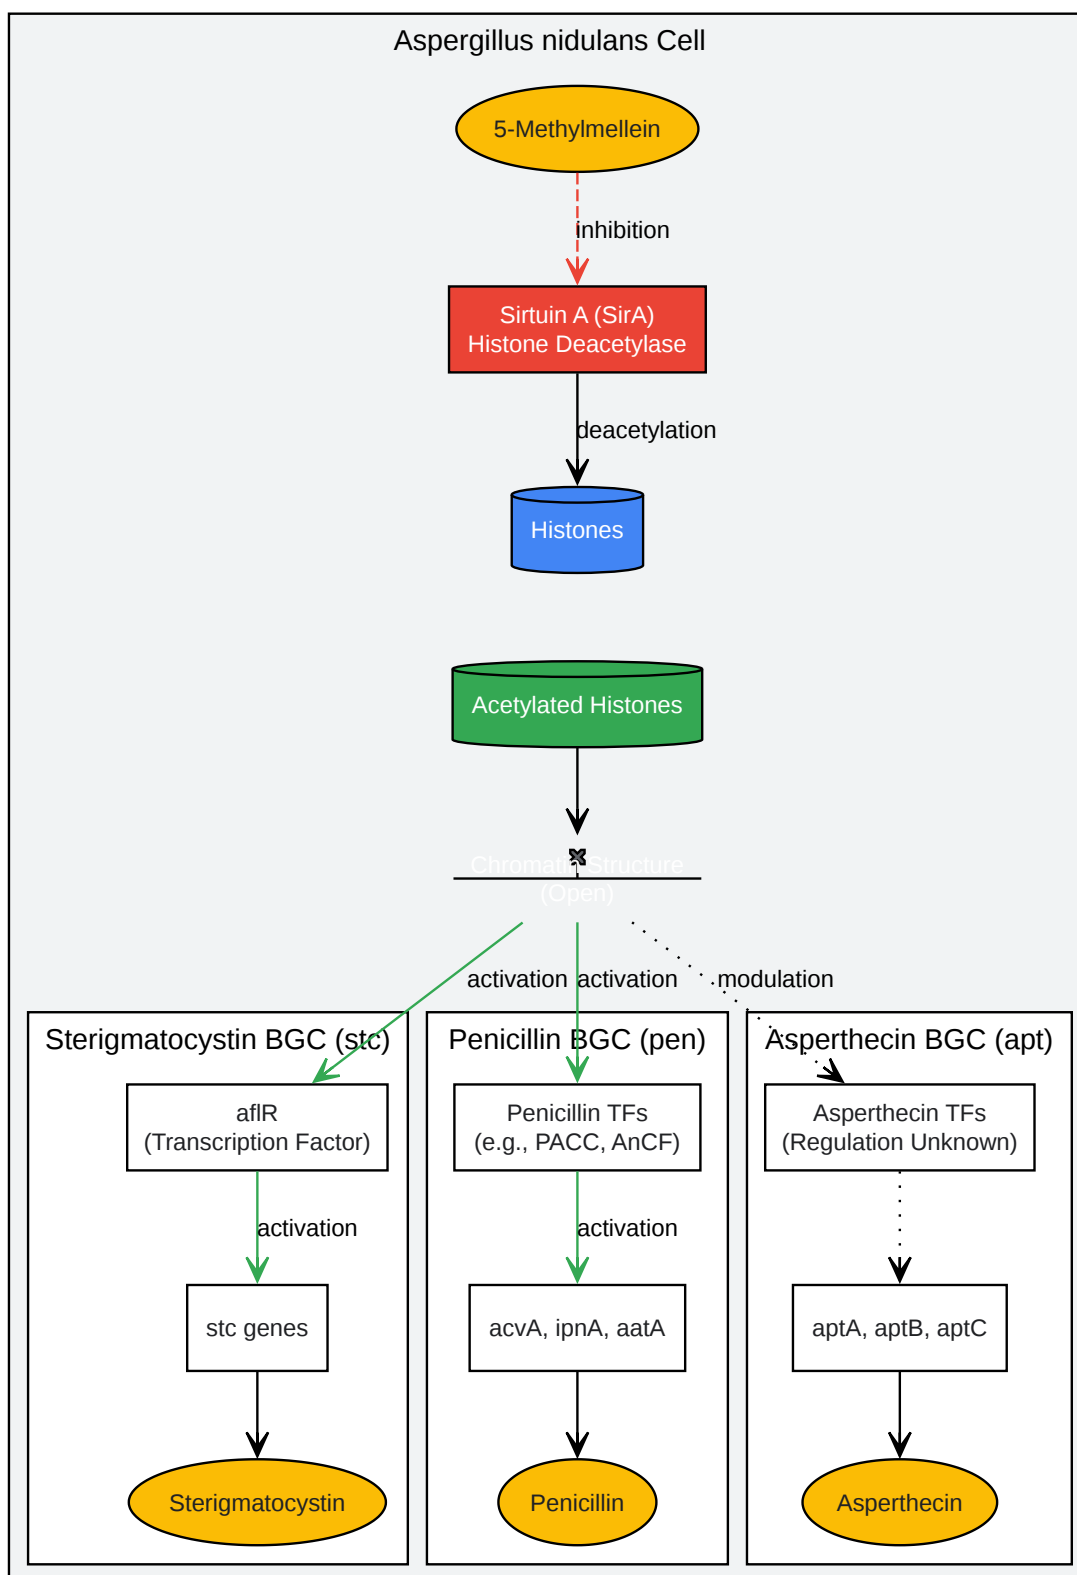 Aspergillus nidulans Cell
5-Methylmellein
inhibition
Sirtuin A (SirA)
Histone Deacetylase
deacetylation
Histones
Acetylated Histones
Chromatin Structure
(Open)
activation
activation
modulation
Sterigmatocystin BGC (stc)
Penicillin BGC (pen)
Asperthecin BGC (apt)
aflR
(Transcription Factor)
Penicillin TFs
(e.g., PACC, AnCF)
Asperthecin TFs
(Regulation Unknown)
activation
activation
stc genes
acvA, ipnA, aatA
aptA, aptB, aptC
Sterigmatocystin
Penicillin
Asperthecin